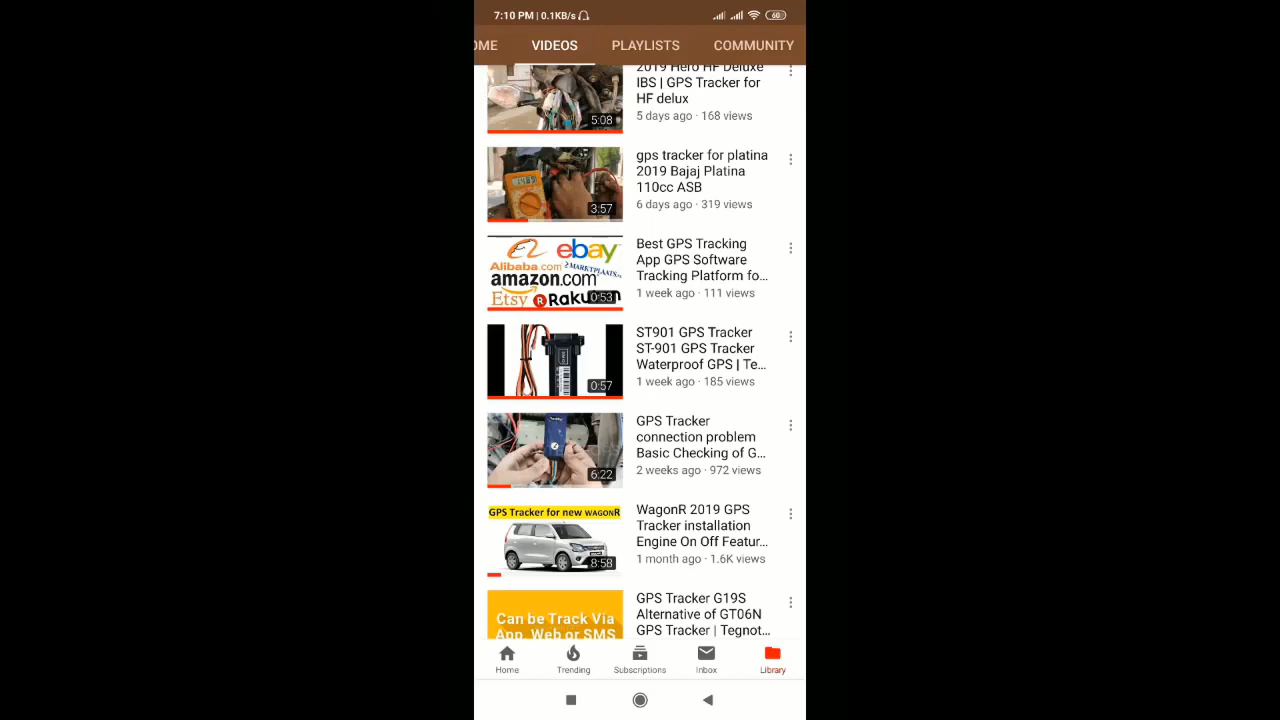 7:10 PM | 0.1KB/s
60
OME VIDEOS PLAYLISTS COMMUNITY
2019 Hero HF Deluxe
IBS | GPS Tracker for
HF delux
5 days ago · 168 views
5:08
gps tracker for platina
2019 Bajaj Platina
110cc ASB
6 days ago · 319 views
3:57
ebay
Alibaba.com
amazon.com
Etsy Rakuten
0:53
Best GPS Tracking
App GPS Software
Tracking Platform fo...
1 week ago · 111 views
ST901 GPS Tracker
ST-901 GPS Tracker
Waterproof GPS | Te...
1 week ago · 185 views
0:57
GPS Tracker
connection problem
Basic Checking of G...
2 weeks ago · 972 views
6:22
GPS Tracker for new WAGONR
8:58
WagonR 2019 GPS
Tracker installation
Engine On Off Featur...
1 month ago · 1.6K views
Can be Track Via
App, Web or SMS
GPS Tracker G19S
Alternative of GT06N
GPS Tracker | Tegnot...
Home Trending Subscriptions Inbox Library